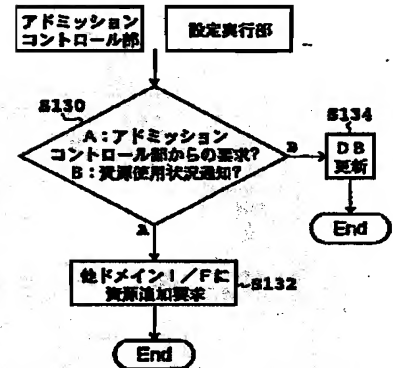 アドミッション
コントロール部
設定実行部
S130
A：アドミッション
コントロール部からの要求?
B：資源使用状況通知?
B
S134
DB
更新
End
A
他ドメインI／Fに
資源追加要求
S132
End